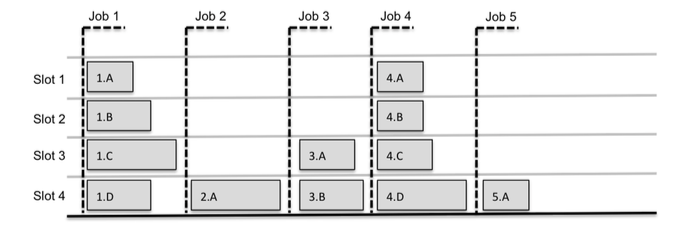 Job 1 Job 2 Job 3 Job 4 Job 5
Slot 1 1.A 4.A
Slot 2 1.B 4.B
Slot 3 1.C 3.A 4.C
Slot 4 1.D 2.A 3.B 4.D 5.A